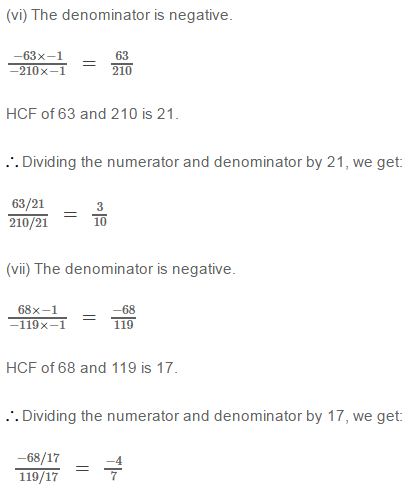 (vi) The denominator is negative.
−63×−1/−210×−1 = 63/210
HCF of 63 and 210 is 21.
∴ Dividing the numerator and denominator by 21, we get:
63/21/210/21 = 3/10
(vii) The denominator is negative.
68×−1/−119×−1 = −68/119
HCF of 68 and 119 is 17.
∴ Dividing the numerator and denominator by 17, we get:
−68/17/119/17 = −4/7